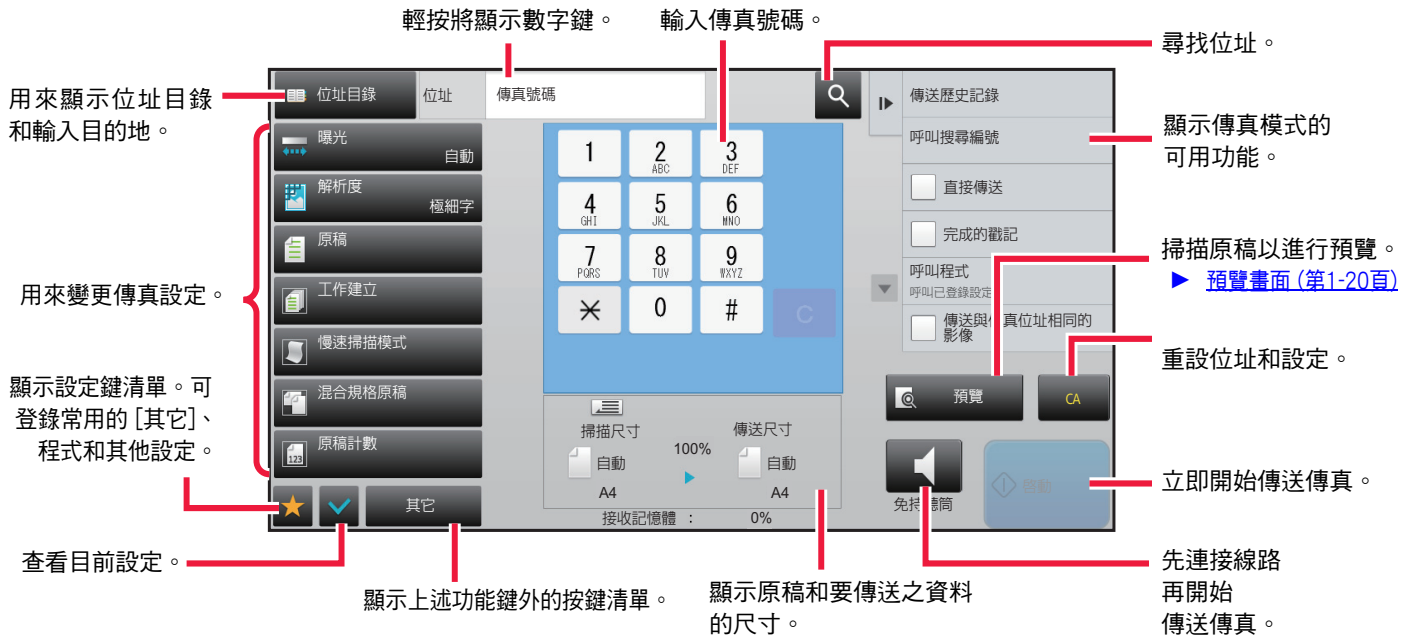 輕按將顯示數字鍵。
輸入傳真號碼。
尋找位址。
用來顯示位址目錄
和輸入目的地。
位址目錄
位址
傳真號碼
傳送歷史記錄
呼叫搜尋編號
顯示傳真模式的
可用功能。
曝光
自動
解析度
極細字
原稿
工作建立
慢速掃描模式
混合規格原稿
原稿計數
用來變更傳真設定。
1
2
ABC
3
DEF
4
GHI
5
JKL
6
MNO
7
PQRS
8
TUV
9
WXYZ
0
#
C
直接傳送
完成的戳記
呼叫程式
呼叫已登錄設定
傳送與 真位址相同的
影像
掃描原稿以進行預覽。
► 預覽畫面 (第1-20頁)
預覽
CA
重設位址和設定。
顯示設定鍵清單。可
登錄常用的 [其它]、
程式和其他設定。
掃描尺寸
傳送尺寸
100%
自動
自動
A4
A4
接收記憶體 : 0%
其它
免持聽筒
啟動
立即開始傳送傳真。
查看目前設定。
顯示上述功能鍵外的按鍵清單。
顯示原稿和要傳送之資料
的尺寸。
先連接線路
再開始
傳送傳真。